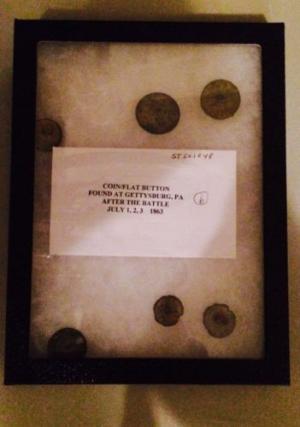 COIN/FLAT BUTTON
FOUND AT GETTYSBURG, PA
AFTER THE BATTLE
JULY 1, 2, 3 1863